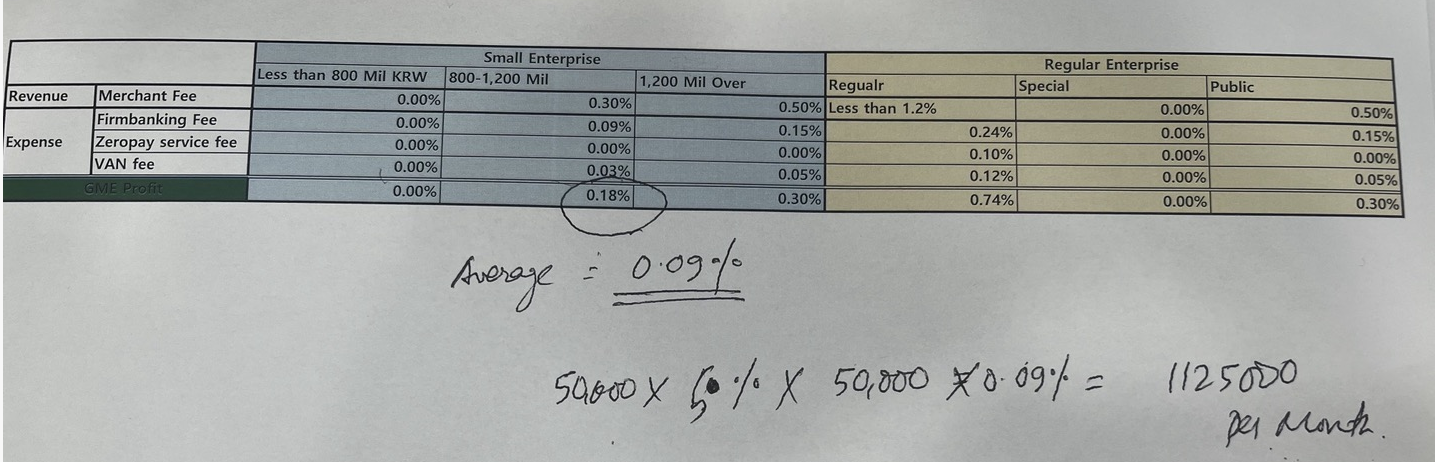 Small Enterprise Regular Enterprise
Less than 800 Mil KRW 800-1,200 Mil 1,200 Mil Over Regualr Special Public
Revenue Merchant Fee 0.00% 0.30% 0.50% Less than 1.2% 0.00% 0.50%
Firmbanking Fee 0.00% 0.09% 0.15% 0.24% 0.00% 0.15%
Expense Zeropay service fee 0.00% 0.00% 0.00% 0.10% 0.00% 0.00%
VAN fee 0.00% 0.03% 0.05% 0.12% 0.00% 0.05%
GME Profit 0.00% 0.18% 0.30% 0.74% 0.00% 0.30%
Average = 0.09%
50,000 X 50% X 50,000 X 0.09% = 1125000
per Month.